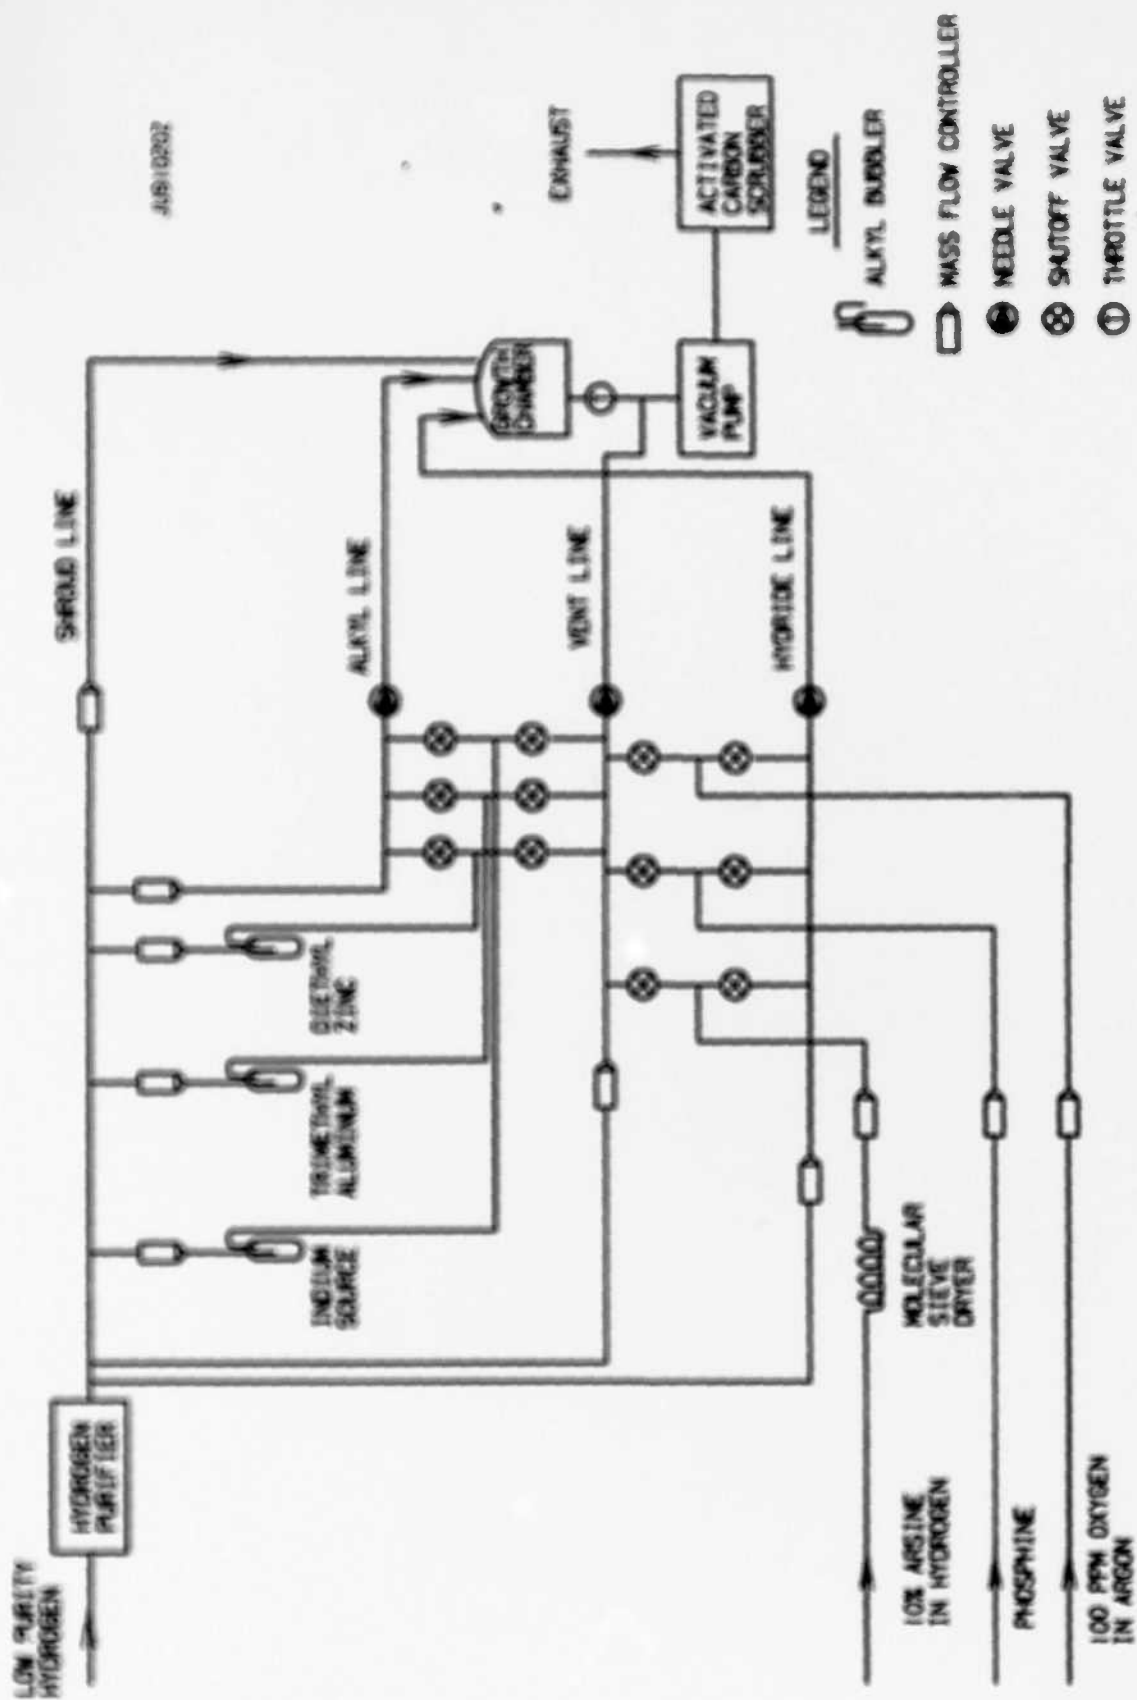 LOW PURITY
HYDROGEN
HYDROGEN
PURIFIER
SHROUD LINE
INDIUM
SOURCE
TRIMETHYL
ALUMINUM
DIETHYL
ZINC
ALKYL LINE
VENT LINE
HYDRIDE LINE
GROWTH
CHAMBER
VACUUM
PUMP
EXHAUST
ACTIVATED
CARBON
SCRUBBER
10% ARSINE
IN HYDROGEN
MOLECULAR
SIEVE
DRYER
PHOSPHINE
100 PPM OXYGEN
IN ARGON
LEGEND
ALKYL BUBBLER
MASS FLOW CONTROLLER
NEEDLE VALVE
SHUTOFF VALVE
THROTTLE VALVE